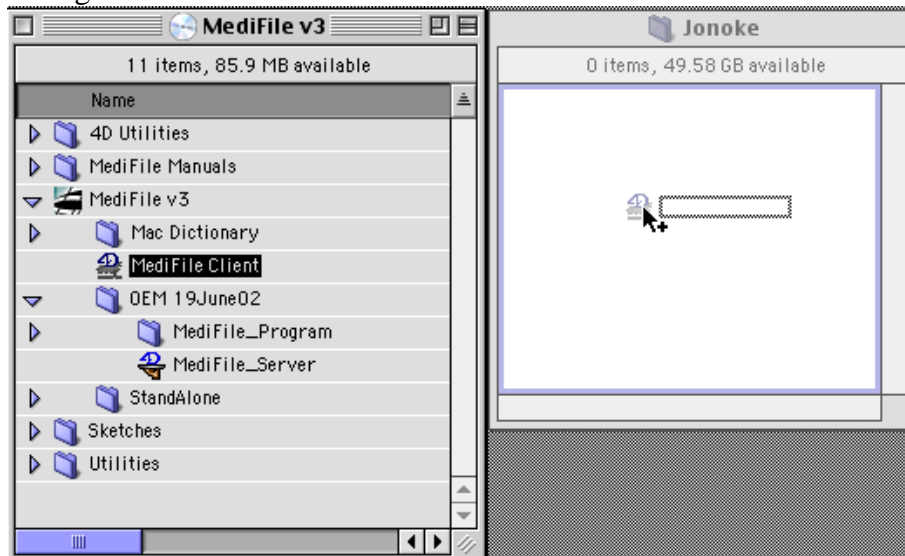 MediFile v3
11 items, 85.9 MB available
Name
4D Utilities
MediFile Manuals
MediFile v3
Mac Dictionary
MediFile Client
OEM 19June02
MediFile_Program
MediFile_Server
StandAlone
Sketches
Utilities
Jonoke
0 items, 49.58 GB available